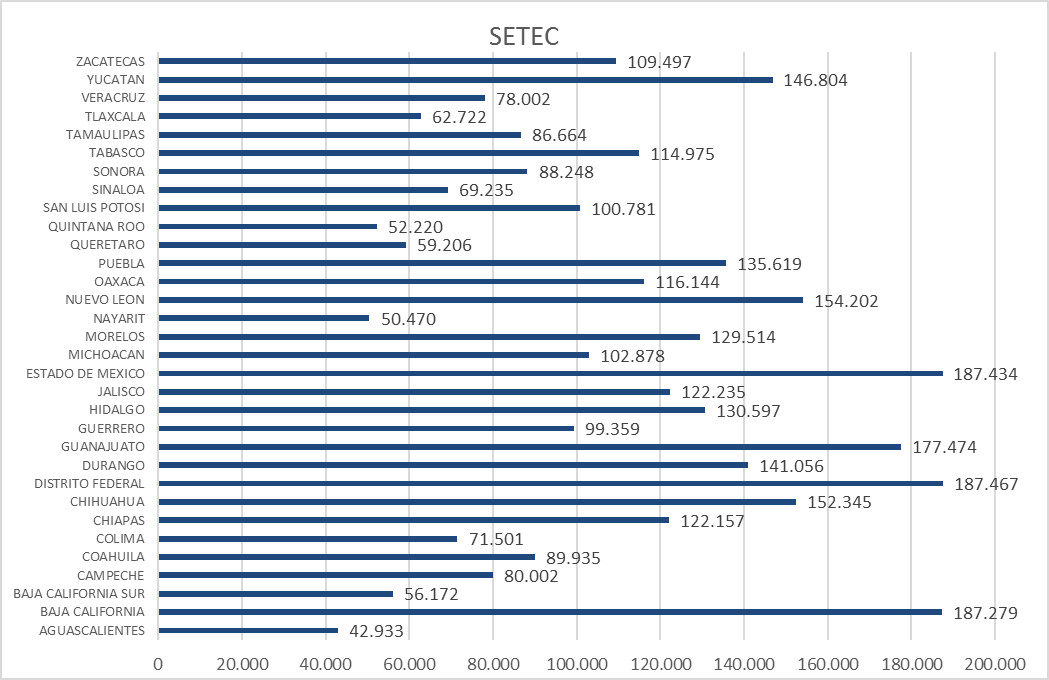 SETEC
ZACATECAS 109.497
YUCATAN 146.804
VERACRUZ 78.002
TLAXCALA 62.722
TAMAULIPAS 86.664
TABASCO 114.975
SONORA 88.248
SINALOA 69.235
SAN LUIS POTOSI 100.781
QUINTANA ROO 52.220
QUERETARO 59.206
PUEBLA 135.619
OAXACA 116.144
NUEVO LEON 154.202
NAYARIT 50.470
MORELOS 129.514
MICHOACAN 102.878
ESTADO DE MEXICO 187.434
JALISCO 122.235
HIDALGO 130.597
GUERRERO 99.359
GUANAJUATO 177.474
DURANGO 141.056
DISTRITO FEDERAL 187.467
CHIHUAHUA 152.345
CHIAPAS 122.157
COLIMA 71.501
COAHUILA 89.935
CAMPECHE 80.002
BAJA CALIFORNIA SUR 56.172
BAJA CALIFORNIA 187.279
AGUASCALIENTES 42.933
0 20.000 40.000 60.000 80.000 100.000 120.000 140.000 160.000 180.000 200.000